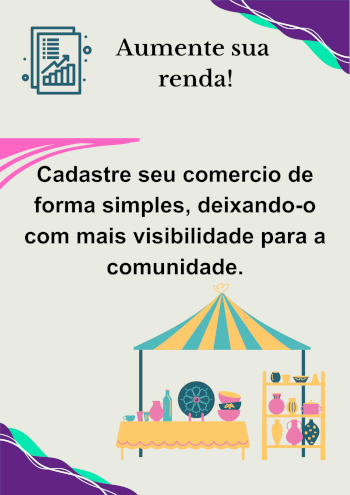 Aumente sua
renda!
Cadastre seu comercio de
forma simples, deixando-o
com mais visibilidade para a
comunidade.